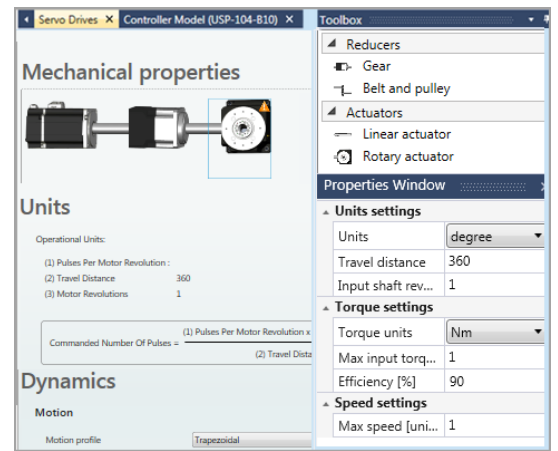 Servo Drives
Controller Model (USP-104-B10)
Mechanical properties
Units
Operational Units:
(1) Pulses Per Motor Revolution :
(2) Travel Distance 360
(3) Motor Revolutions 1
(1) Pulses Per Motor Revolution x
Commanded Number Of Pulses =
(2) Travel Dista
Dynamics
Motion
Motion profile Trapezoidal
Toolbox
Reducers
Gear
Belt and pulley
Actuators
Linear actuator
Rotary actuator
Properties Window
Units settings
Units degree
Travel distance 360
Input shaft rev... 1
Torque settings
Torque units Nm
Max input torq... 1
Efficiency [%] 90
Speed settings
Max speed [uni... 1